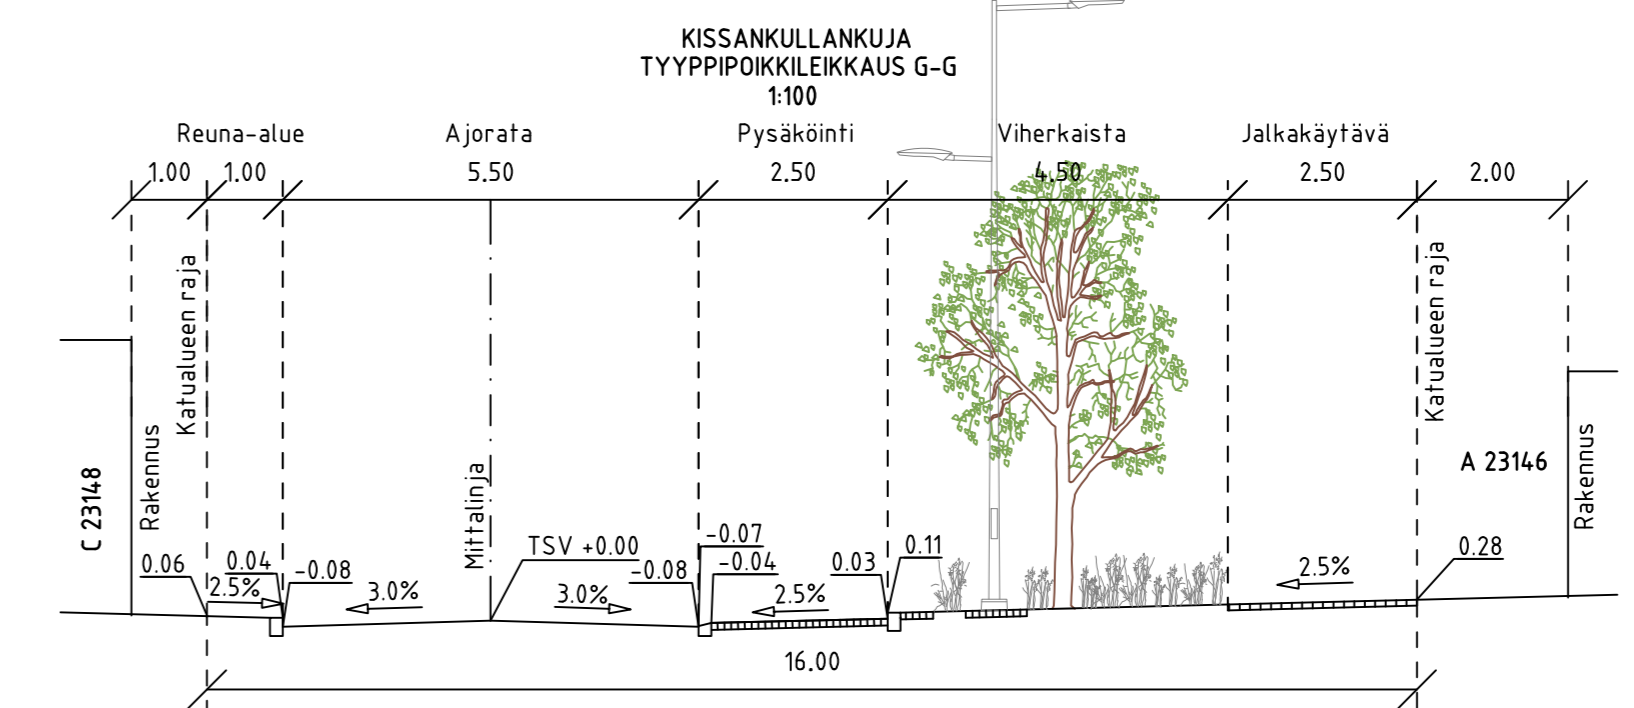 KISSANKULLANKUJA
TYYPPIPOIKKILEIKKAUS G-G
1:100
Reuna-alue Ajorata Pysäköinti Viherkaista Jalkakäytävä
1.00 1.00 5.50 2.50 4.50 2.50 2.00
Katualueen raja
Katualueen raja
Rakennus
C 23148
Mittalinja
A 23146
Rakennus
TSV +0.00
-0.07
0.11
0.28
0.06 0.04 -0.08 -0.08 -0.04 0.03
2.5% 3.0% 3.0% 2.5% 2.5%
16.00